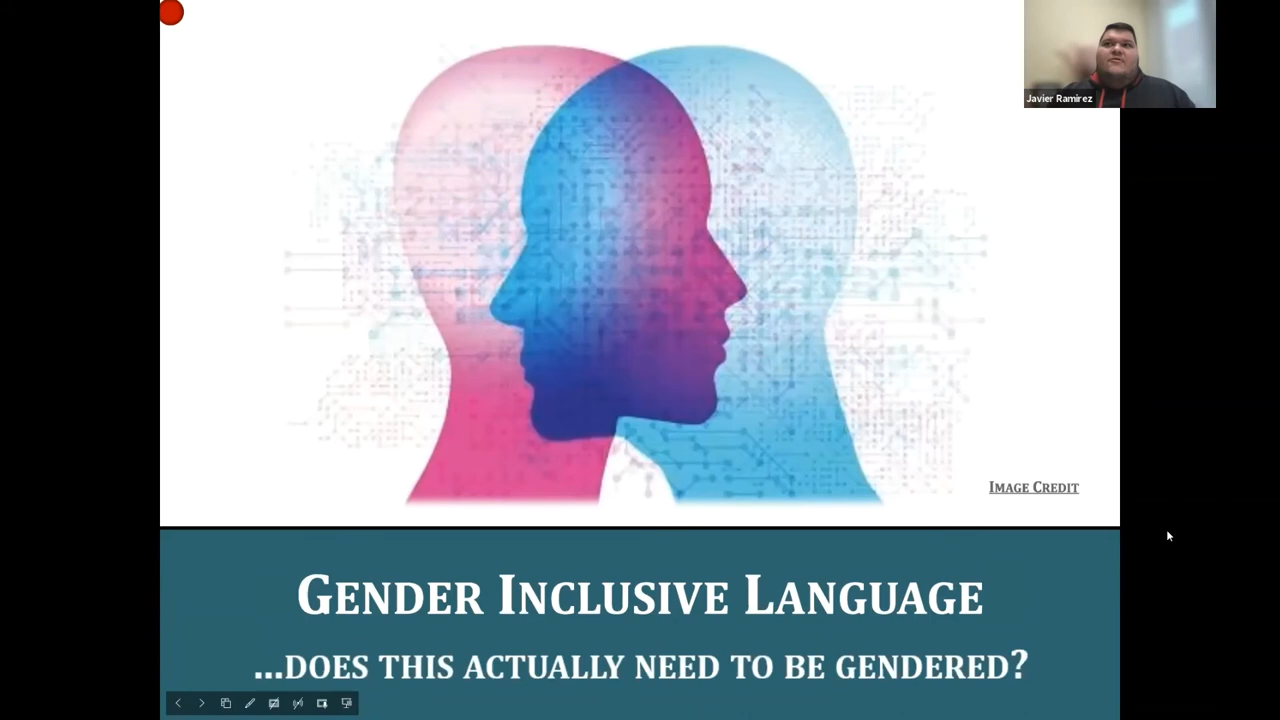 Javier Ramirez
Image Credit
Gender Inclusive Language
...does this actually need to be gendered?